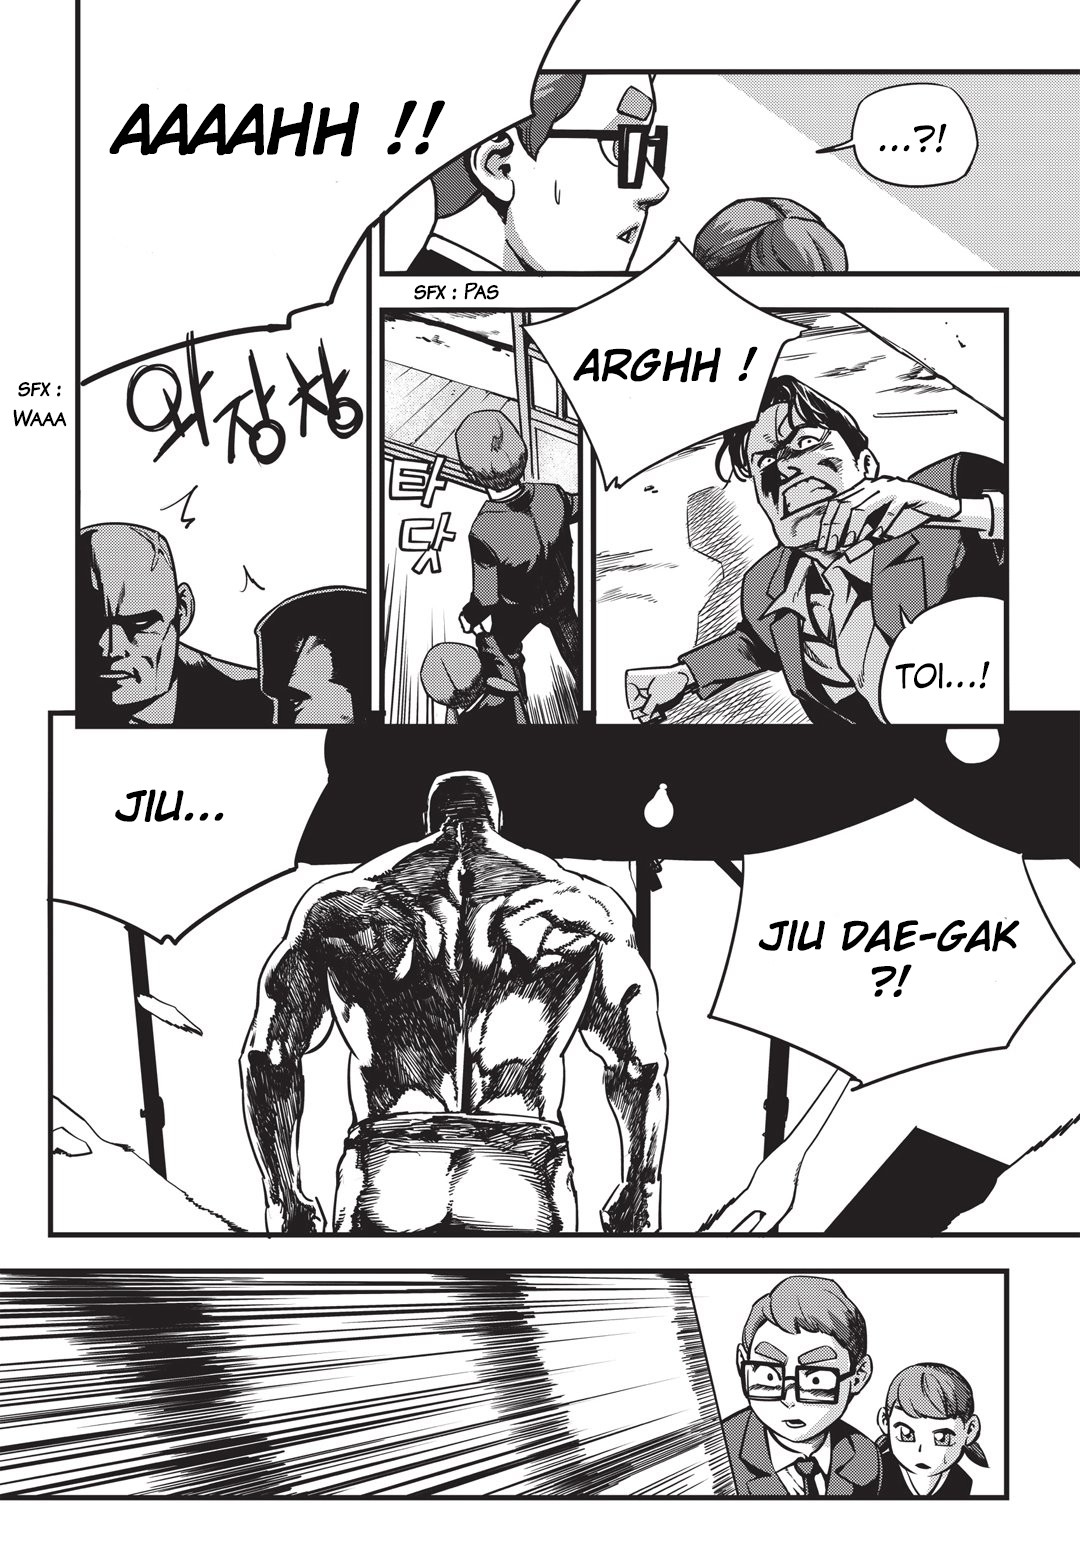 AAAAHH !!
...?!
SFX : PAS
ARGHH !
SFX :
WAAA
와장창
타
닷
TOI...!
JIU...
JIU DAE-GAK
?!